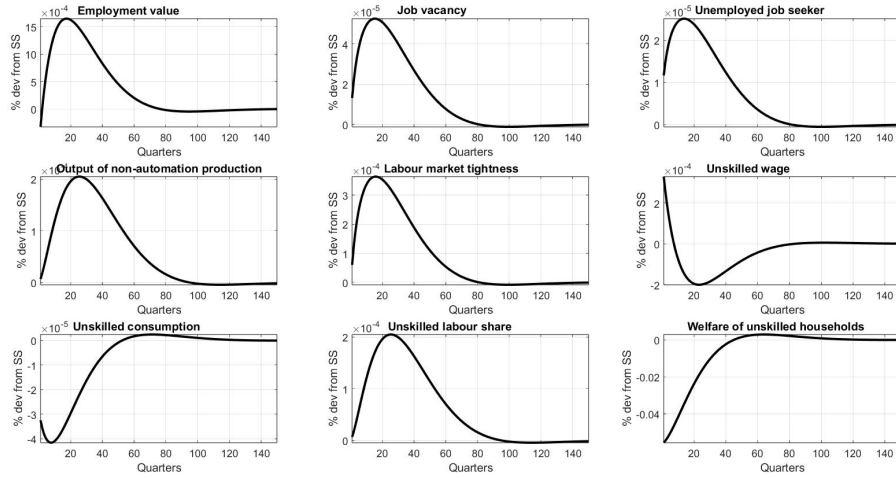 Employment value
×10⁻⁴
15
10
5
0
% dev from SS
20 40 60 80 100 120 140
Quarters
Job vacancy
×10⁻⁵
4
2
0
% dev from SS
20 40 60 80 100 120 140
Quarters
Unemployed job seeker
×10⁻⁵
2
1
0
% dev from SS
20 40 60 80 100 120 140
Quarters
Output of non-automation production
2
1
0
% dev from SS
20 40 60 80 100 120 140
Quarters
Labour market tightness
×10⁻⁴
3
2
1
0
% dev from SS
20 40 60 80 100 120 140
Quarters
Unskilled wage
×10⁻⁴
2
0
-2
% dev from SS
20 40 60 80 100 120 140
Quarters
Unskilled consumption
×10⁻⁵
0
-1
-2
-3
-4
% dev from SS
20 40 60 80 100 120 140
Quarters
Unskilled labour share
×10⁻⁴
2
1
0
% dev from SS
20 40 60 80 100 120 140
Quarters
Welfare of unskilled households
0
-0.02
-0.04
% dev from SS
20 40 60 80 100 120 140
Quarters